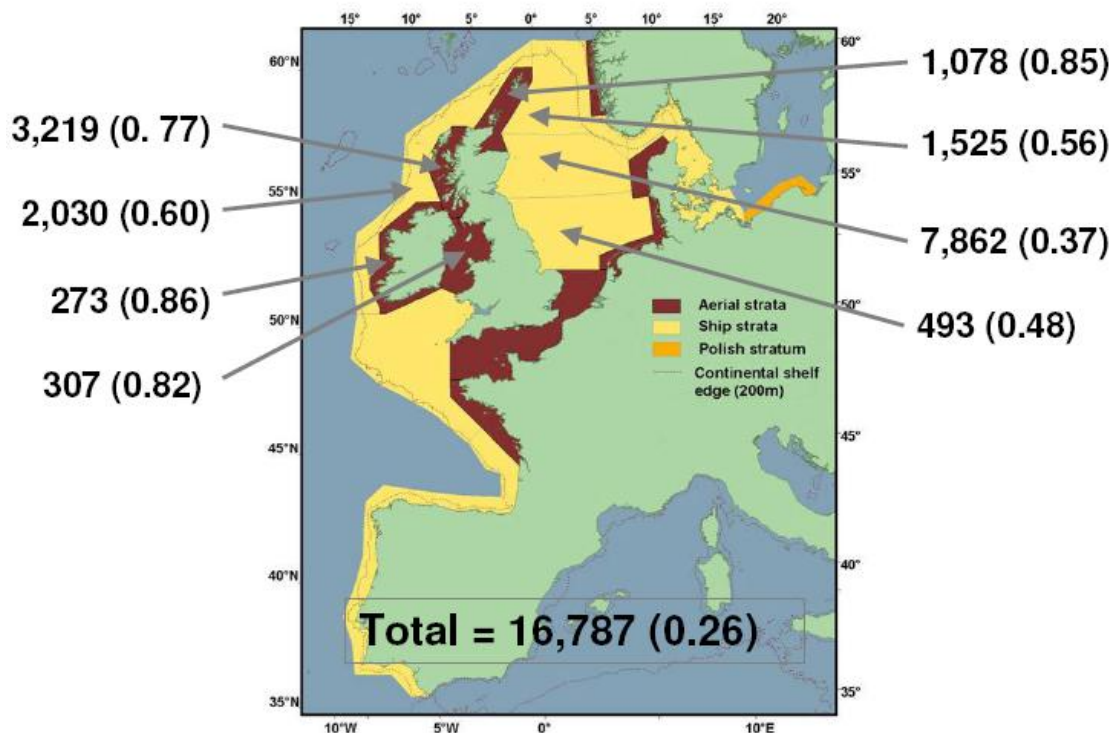 15° 10° 5° 0° 5° 10° 15° 20°
60°N
60°
1,078 (0.85)
3,219 (0. 77)
1,525 (0.56)
55°N
55°
2,030 (0.60)
7,862 (0.37)
273 (0.86)
50°N
50°
493 (0.48)
307 (0.82)
Aerial strata
Ship strata
Polish stratum
Continental shelf
edge (200m)
45°N
45°
40°N
40°
Total = 16,787 (0.26)
35°N
35°
10°W 5°W 0° 10°E